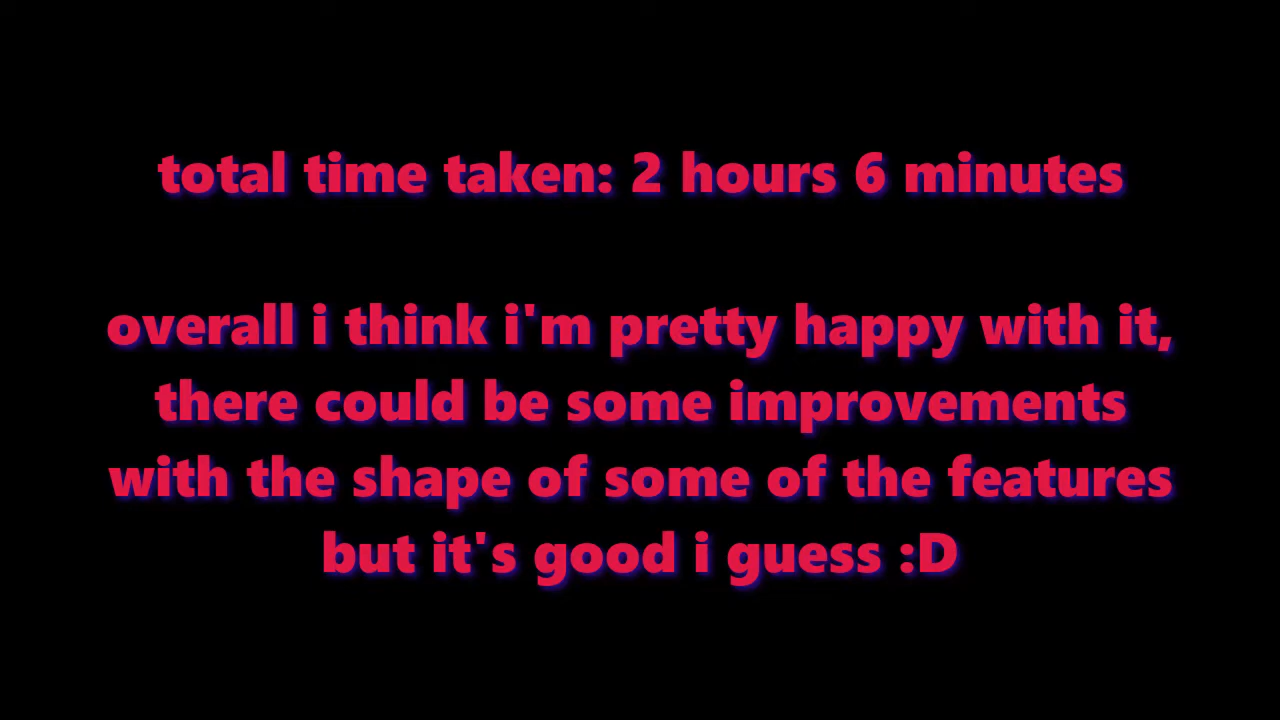 total time taken: 2 hours 6 minutes
overall i think i'm pretty happy with it,
there could be some improvements
with the shape of some of the features
but it's good i guess :D